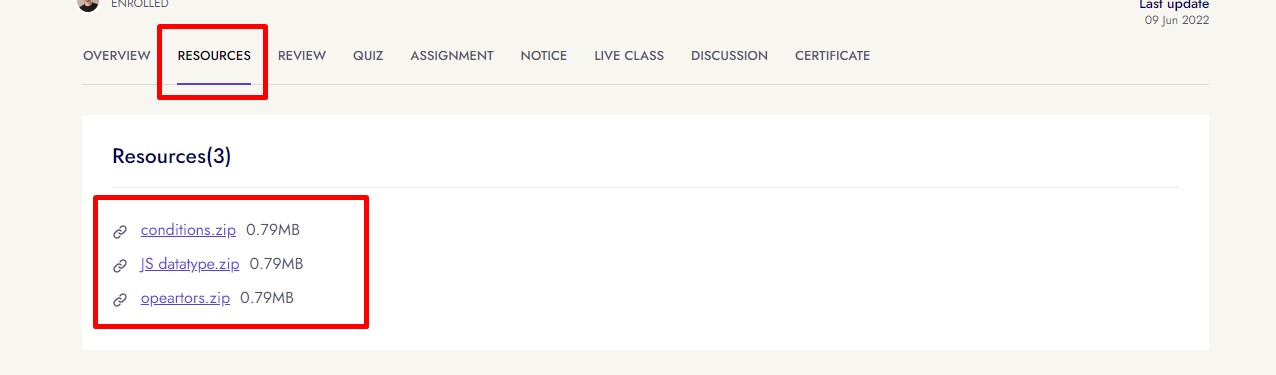 ENROLLED
Last update
09 Jun 2022
OVERVIEW RESOURCES REVIEW QUIZ ASSIGNMENT NOTICE LIVE CLASS DISCUSSION CERTIFICATE
Resources(3)
conditions.zip 0.79MB
JS datatype.zip 0.79MB
opeartors.zip 0.79MB